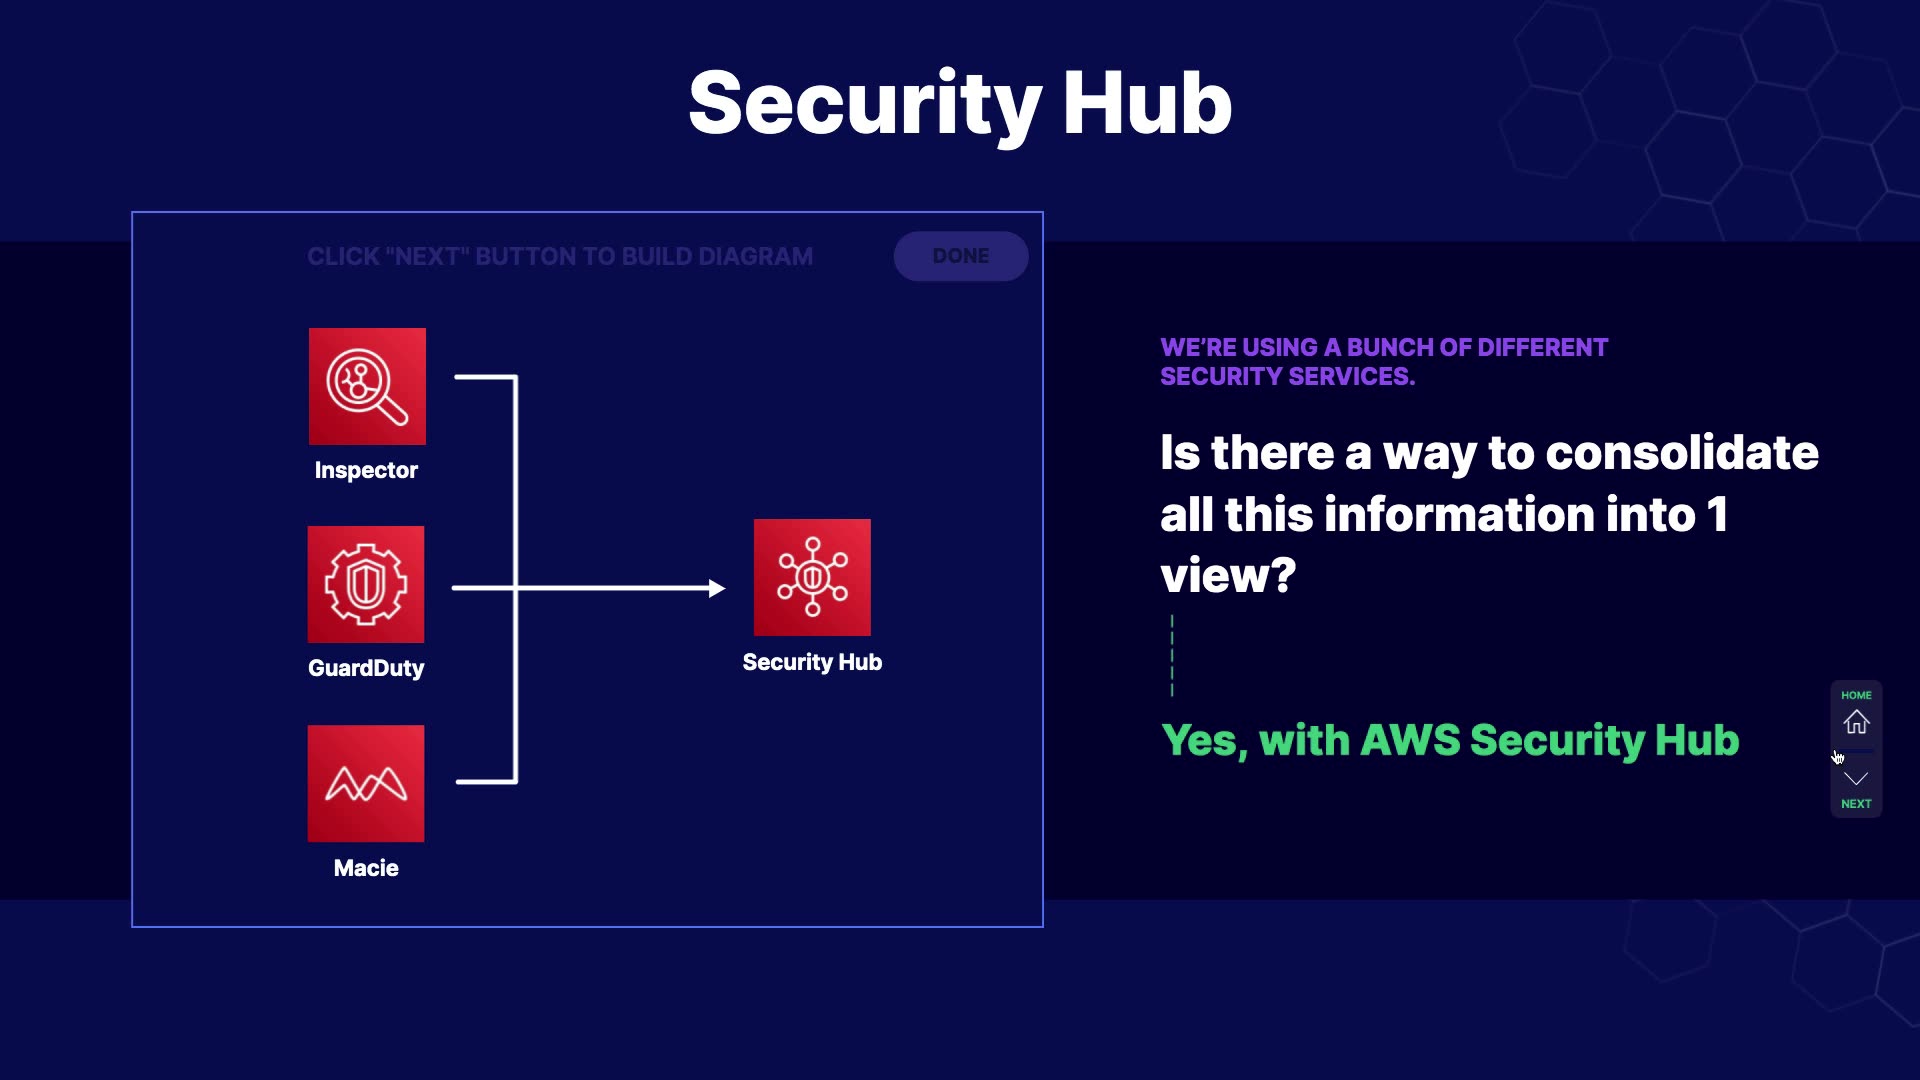 Security Hub
CLICK "NEXT" BUTTON TO BUILD DIAGRAM
DONE
Inspector
GuardDuty
Macie
Security Hub
WE’RE USING A BUNCH OF DIFFERENT
SECURITY SERVICES.
Is there a way to consolidate
all this information into 1
view?
Yes, with AWS Security Hub
HOME
NEXT